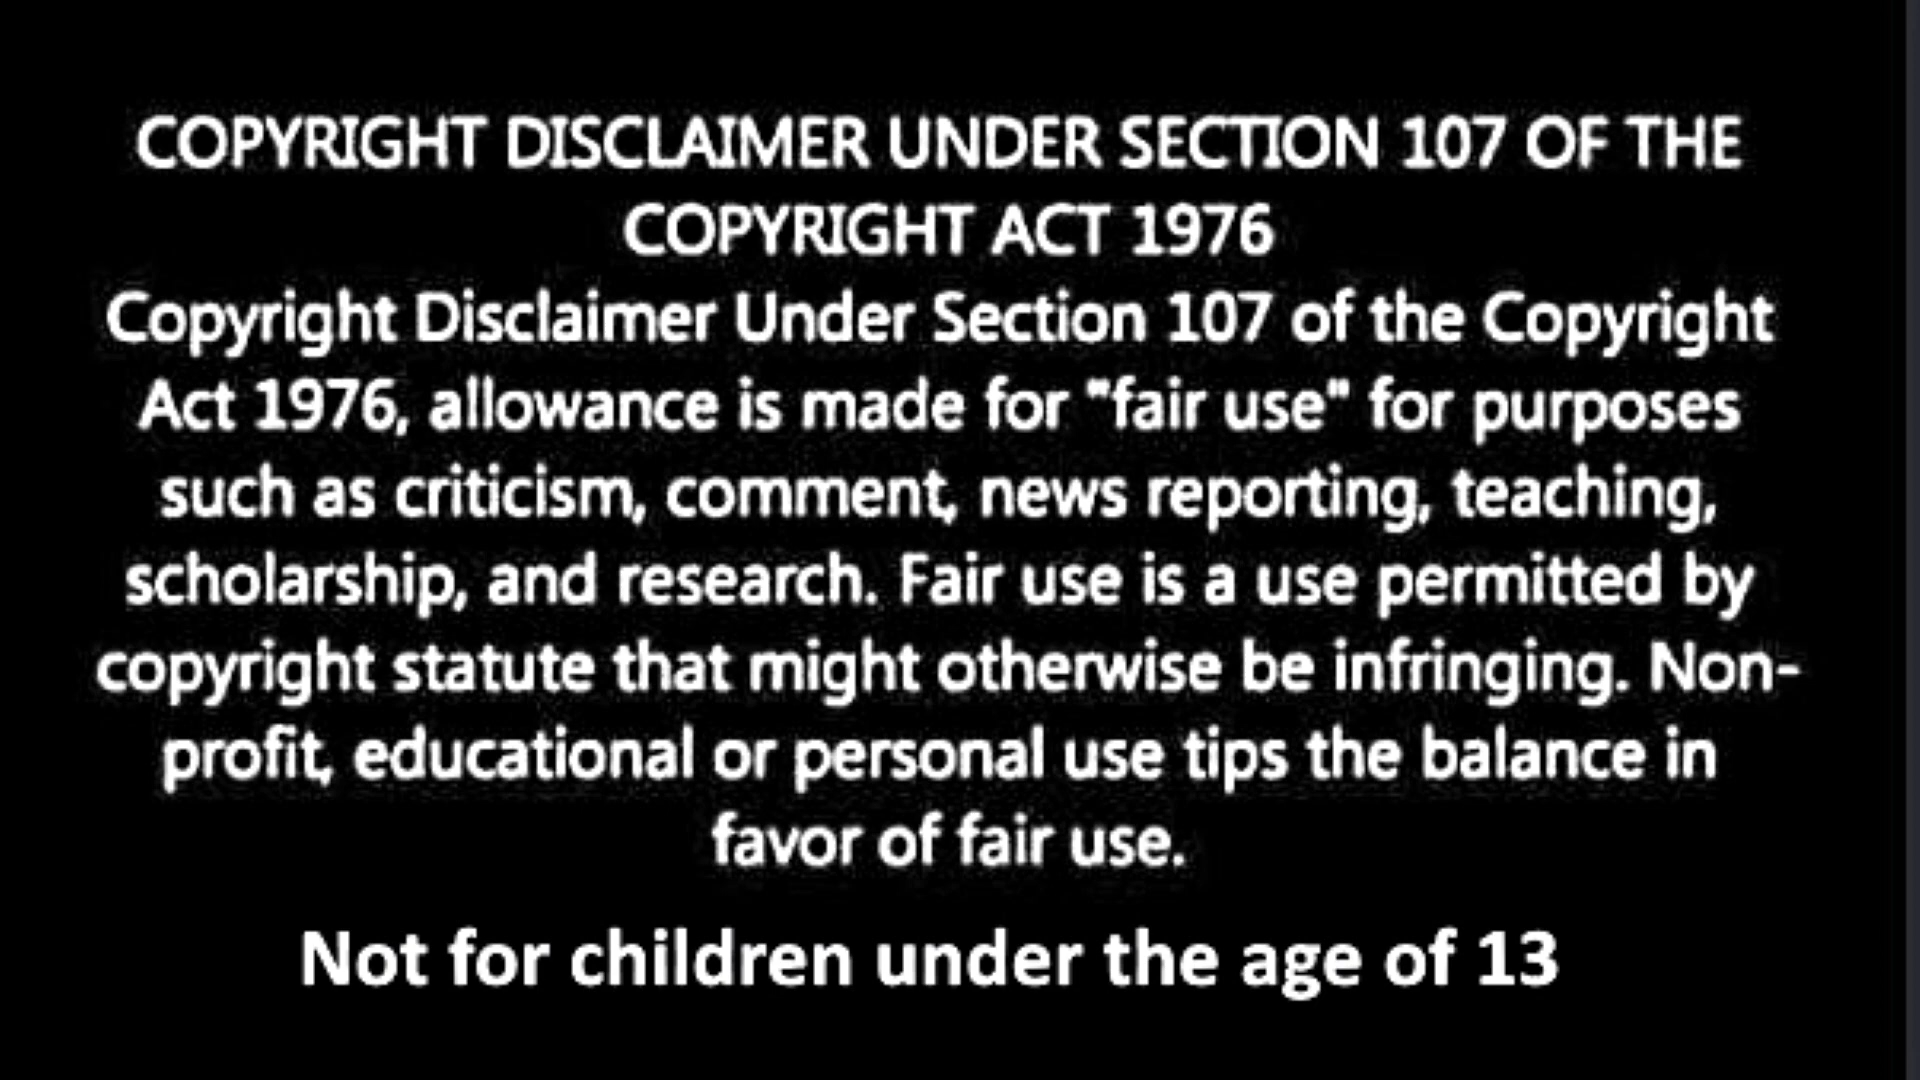 COPYRIGHT DISCLAIMER UNDER SECTION 107 OF THE
COPYRIGHT ACT 1976
Copyright Disclaimer Under Section 107 of the Copyright
Act 1976, allowance is made for "fair use" for purposes
such as criticism, comment, news reporting, teaching,
scholarship, and research. Fair use is a use permitted by
copyright statute that might otherwise be infringing. Non-
profit, educational or personal use tips the balance in
favor of fair use.
Not for children under the age of 13